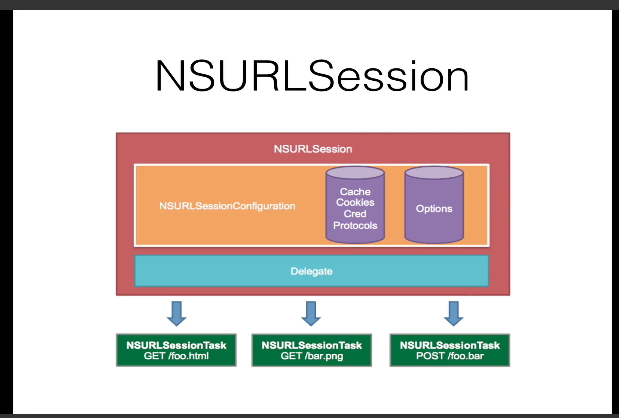 NSURLSession
NSURLSession
NSURLSessionConfiguration
Cache
Cookies
Cred
Protocols
Options
Delegate
NSURLSessionTask
GET /foo.html
NSURLSessionTask
GET /bar.png
NSURLSessionTask
POST /foo.bar